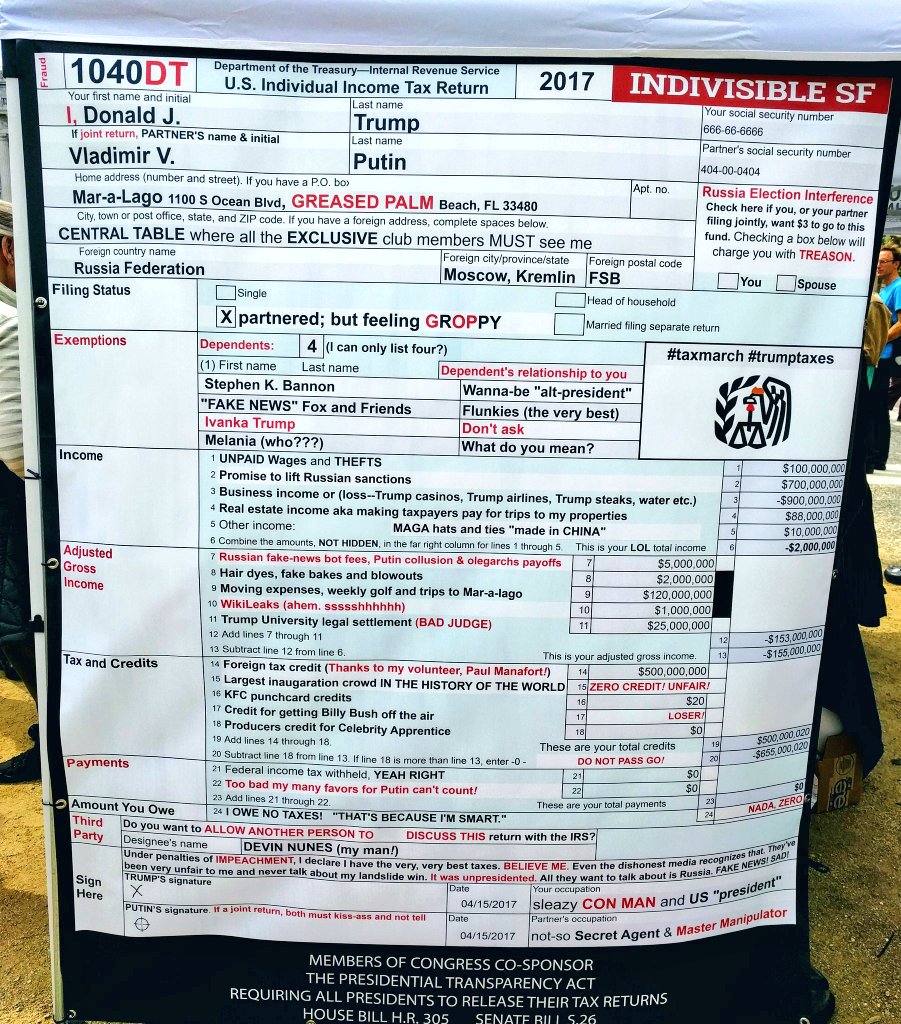 Fraud
1040DT
Department of the Treasury—Internal Revenue Service
U.S. Individual Income Tax Return
2017
INDIVISIBLE SF
Your first name and initial
Last name
Your social security number
I, Donald J.
Trump
666-66-6666
If joint return, PARTNER'S name & initial
Last name
Partner's social security number
Vladimir V.
Putin
404-00-0404
Home address (number and street). If you have a P.O. box
Apt. no.
Mar-a-Lago 1100 S Ocean Blvd, GREASED PALM Beach, FL 33480
City, town or post office, state, and ZIP code. If you have a foreign address, complete spaces below.
CENTRAL TABLE where all the EXCLUSIVE club members MUST see me
Foreign country name
Foreign city/province/state
Foreign postal code
Russia Federation
Moscow, Kremlin
FSB
Russia Election Interference
Check here if you, or your partner
filing jointly, want $3 to go to this
fund. Checking a box below will
charge you with TREASON.
You
Spouse
Filing Status
Single
Head of household
X partnered; but feeling GROPPY
Married filing separate return
Exemptions
Dependents: 4 (I can only list four?)
(1) First name Last name
Dependent's relationship to you
Stephen K. Bannon
Wanna-be "alt-president"
"FAKE NEWS" Fox and Friends
Flunkies (the very best)
Ivanka Trump
Don't ask
Melania (who???)
What do you mean?
#taxmarch #trumptaxes
Income
1 UNPAID Wages and THEFTS 1 $100,000,000
2 Promise to lift Russian sanctions 2 $700,000,000
3 Business income or (loss--Trump casinos, Trump airlines, Trump steaks, water etc.) 3 -$900,000,000
4 Real estate income aka making taxpayers pay for trips to my properties 4 $88,000,000
5 Other income: MAGA hats and ties "made in CHINA" 5 $10,000,000
6 Combine the amounts, NOT HIDDEN, in the far right column for lines 1 through 5. This is your LOL total income 6 -$2,000,000
Adjusted
Gross
Income
7 Russian fake-news bot fees, Putin collusion & olegarchs payoffs 7 $5,000,000
8 Hair dyes, fake bakes and blowouts 8 $2,000,000
9 Moving expenses, weekly golf and trips to Mar-a-lago 9 $120,000,000
10 WikiLeaks (ahem. ssssshhhhhh) 10 $1,000,000
11 Trump University legal settlement (BAD JUDGE) 11 $25,000,000
12 Add lines 7 through 11 12 -$153,000,000
13 Subtract line 12 from line 6. This is your adjusted gross income. 13 -$155,000,000
Tax and Credits
14 Foreign tax credit (Thanks to my volunteer, Paul Manafort!) 14 $500,000,000
15 Largest inauguration crowd IN THE HISTORY OF THE WORLD 15 ZERO CREDIT! UNFAIR!
16 KFC punchcard credits 16 $20
17 Credit for getting Billy Bush off the air 17 LOSER!
18 Producers credit for Celebrity Apprentice 18 $0
19 Add lines 14 through 18. These are your total credits 19 $500,000,020
20 Subtract line 18 from line 13. If line 18 is more than line 13, enter -0- DO NOT PASS GO! 20 -$655,000,020
Payments
21 Federal income tax withheld, YEAH RIGHT 21 $0
22 Too bad my many favors for Putin can't count! 22 $0
23 Add lines 21 through 22. These are your total payments 23 $0
Amount You Owe
24 I OWE NO TAXES! "THAT'S BECAUSE I'M SMART." 24 NADA, ZERO
Third
Party
Do you want to ALLOW ANOTHER PERSON TO DISCUSS THIS return with the IRS?
Designee's name
DEVIN NUNES (my man!)
Sign
Here
Under penalties of IMPEACHMENT, I declare I have the very, very best taxes. BELIEVE ME. Even the dishonest media recognizes that. They've
been very unfair to me and never talk about my landslide win. It was unpresidented. All they want to talk about is Russia. FAKE NEWS! SAD!
TRUMP'S signature
Date
Your occupation
X
04/15/2017
sleazy CON MAN and US "president"
PUTIN'S signature. If a joint return, both must kiss-ass and not tell
Date
Partner's occupation
04/15/2017
not-so Secret Agent & Master Manipulator
MEMBERS OF CONGRESS CO-SPONSOR
THE PRESIDENTIAL TRANSPARENCY ACT
REQUIRING ALL PRESIDENTS TO RELEASE THEIR TAX RETURNS
HOUSE BILL H.R. 305 SENATE BILL S.26